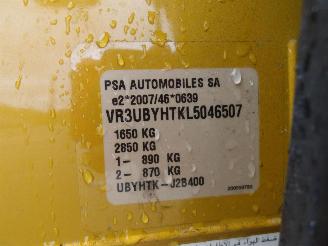 PSA AUTOMOBILES SA
e2*2007/46*0639
VR3UBYHTKL5046507
1650 KG
2850 KG
1- 890 KG
2- 870 KG
UBYHTK-J2B400